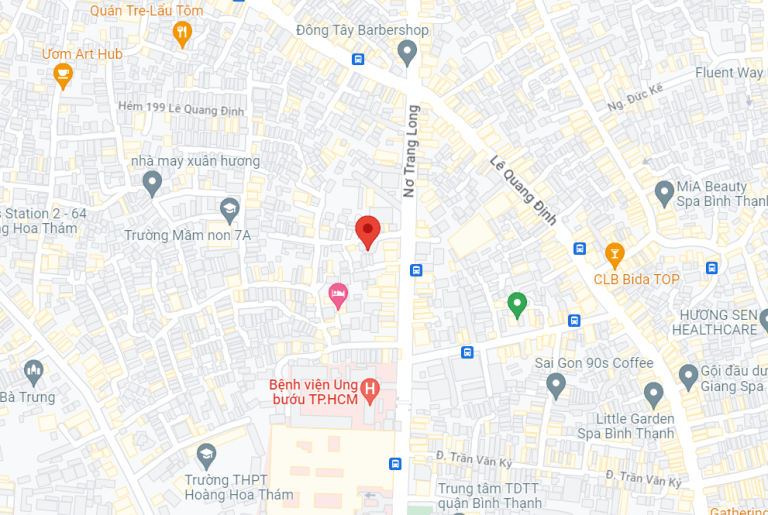 Quán Tre-Lẩu Tôm
Đông Tây Barbershop
Ươm Art Hub
Fluent Way
Ng. Đức Kế
Hẻm 199 Lê Quang Định
Nơ Trang Long
Lê Quang Định
nhà may xuân hương
MiA Beauty
Spa Bình Thạnh
s Station 2 - 64
ng Hoa Thám
Trường Mầm non 7A
CLB Bida TOP
HƯƠNG SEN
HEALTHCARE
Sai Gon 90s Coffee
Gội đầu dư
Giang Spa
Bệnh viện Ung
bướu TP.HCM
H
Bà Trưng
Little Garden
Spa Bình Thạnh
Đ. Trần Văn Kỷ
Đ. Trần Văn Kỷ
Trường THPT
Hoàng Hoa Thám
Trung tâm TDTT
quận Bình Thạnh
Gathering